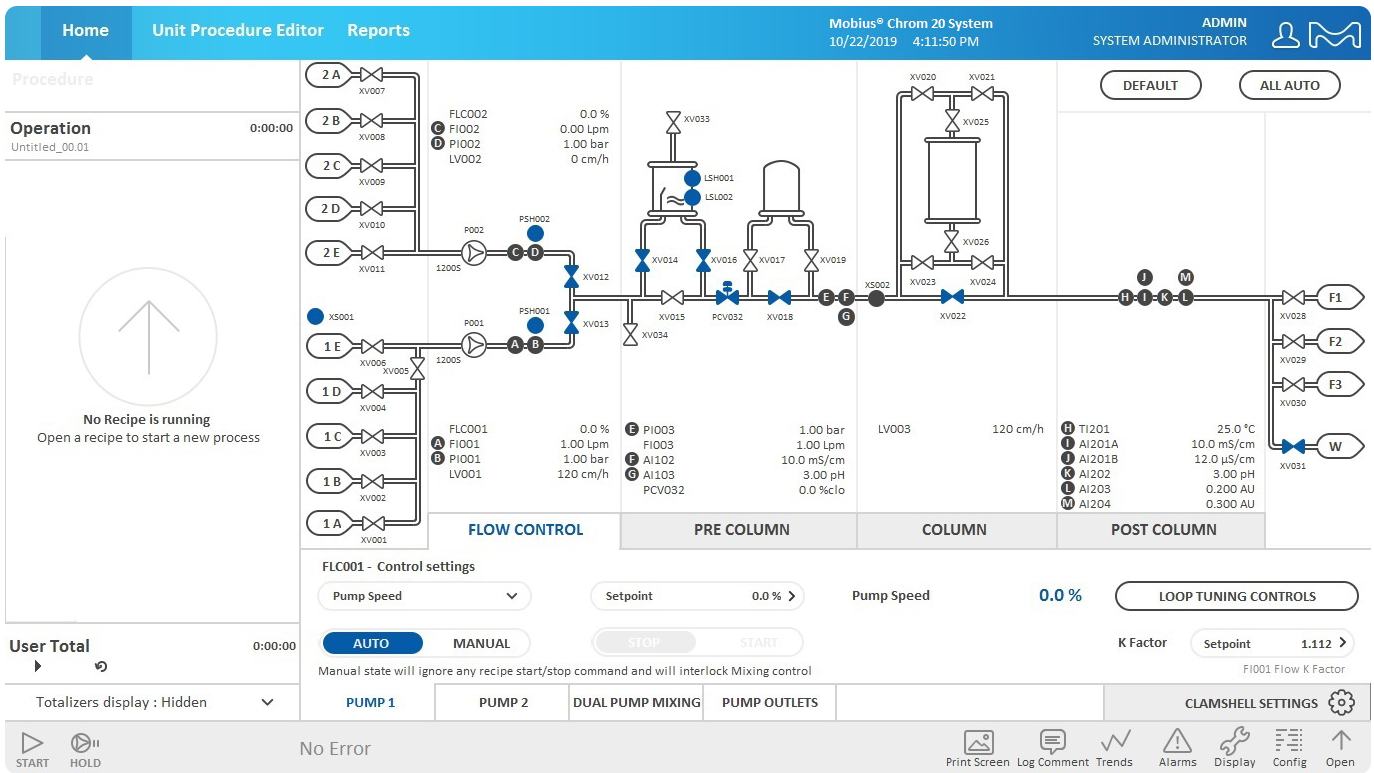 Home
Unit Procedure Editor
Reports
Mobius® Chrom 20 System
10/22/2019 4:11:50 PM
ADMIN
SYSTEM ADMINISTRATOR
Procedure
Operation 0:00:00
Untitled_00.01
No Recipe is running
Open a recipe to start a new process
User Total 0:00:00
Totalizers display : Hidden
2 A
XV007
2 B
XV008
2 C
XV009
2 D
XV010
2 E
XV011
XS001
1 E
XV006
XV005
1 D
XV004
1 C
XV003
1 B
XV002
1 A
XV001
FLC002 0.0 %
C FI002 0.00 Lpm
D PI002 1.00 bar
LV002 0 cm/h
P002
1200S
PSH002
C D
XV012
P001
1200S
PSH001
A B
XV013
FLC001 0.0 %
A FI001 1.00 Lpm
B PI001 1.00 bar
LV001 120 cm/h
XV033
LSH001
LSL002
XV014
XV016
XV017
XV019
XV034
XV015
PCV032
XV018
E F
G
XS002
E PI003 1.00 bar
FI003 1.00 Lpm
F AI102 10.0 mS/cm
G AI103 3.00 pH
PCV032 0.0 %clo
XV020
XV021
XV025
XV026
XV023
XV024
XV022
LV003 120 cm/h
DEFAULT
ALL AUTO
J M
H I K L
H TI201 25.0 °C
I AI201A 10.0 mS/cm
J AI201B 12.0 µS/cm
K AI202 3.00 pH
L AI203 0.200 AU
M AI204 0.300 AU
F1
XV028
F2
XV029
F3
XV030
W
XV031
FLOW CONTROL
PRE COLUMN
COLUMN
POST COLUMN
FLC001 - Control settings
Pump Speed
Setpoint 0.0 %
Pump Speed 0.0 %
LOOP TUNING CONTROLS
AUTO MANUAL
STOP START
K Factor
Setpoint 1.112
Manual state will ignore any recipe start/stop command and will interlock Mixing control
FI001 Flow K Factor
PUMP 1
PUMP 2
DUAL PUMP MIXING
PUMP OUTLETS
CLAMSHELL SETTINGS
START
HOLD
No Error
Print Screen
Log Comment
Trends
Alarms
Display
Config
Open